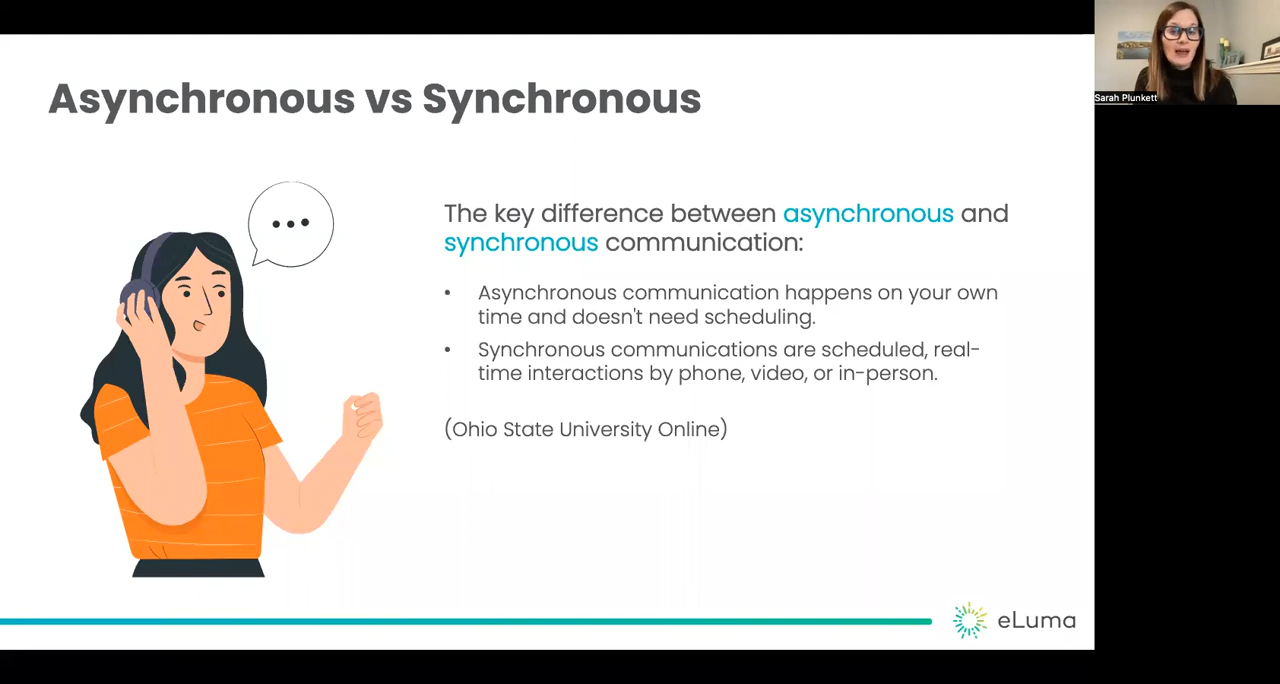 Asynchronous vs Synchronous
The key difference between asynchronous and
synchronous communication:
• Asynchronous communication happens on your own
time and doesn't need scheduling.
• Synchronous communications are scheduled, real-
time interactions by phone, video, or in-person.
(Ohio State University Online)
eLuma
Sarah Plunkett